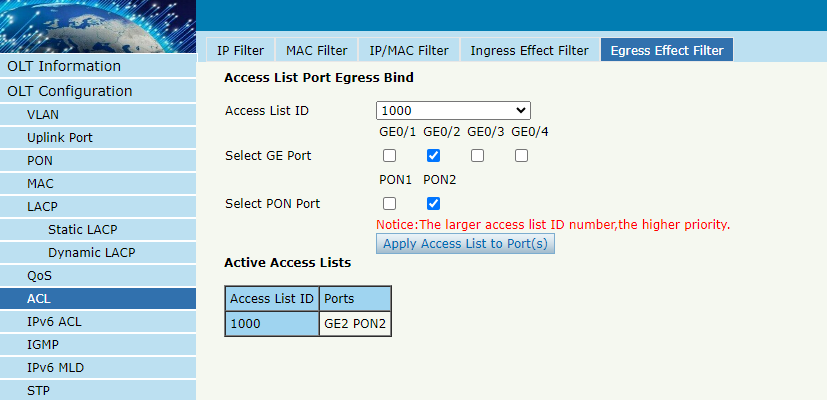 IP Filter MAC Filter IP/MAC Filter Ingress Effect Filter Egress Effect Filter
OLT Information
OLT Configuration
VLAN
Uplink Port
PON
MAC
LACP
Static LACP
Dynamic LACP
QoS
ACL
IPv6 ACL
IGMP
IPv6 MLD
STP
Access List Port Egress Bind
Access List ID 1000
GE0/1 GE0/2 GE0/3 GE0/4
Select GE Port
PON1 PON2
Select PON Port
Notice:The larger access list ID number,the higher priority.
Apply Access List to Port(s)
Active Access Lists
Access List ID Ports
1000 GE2 PON2